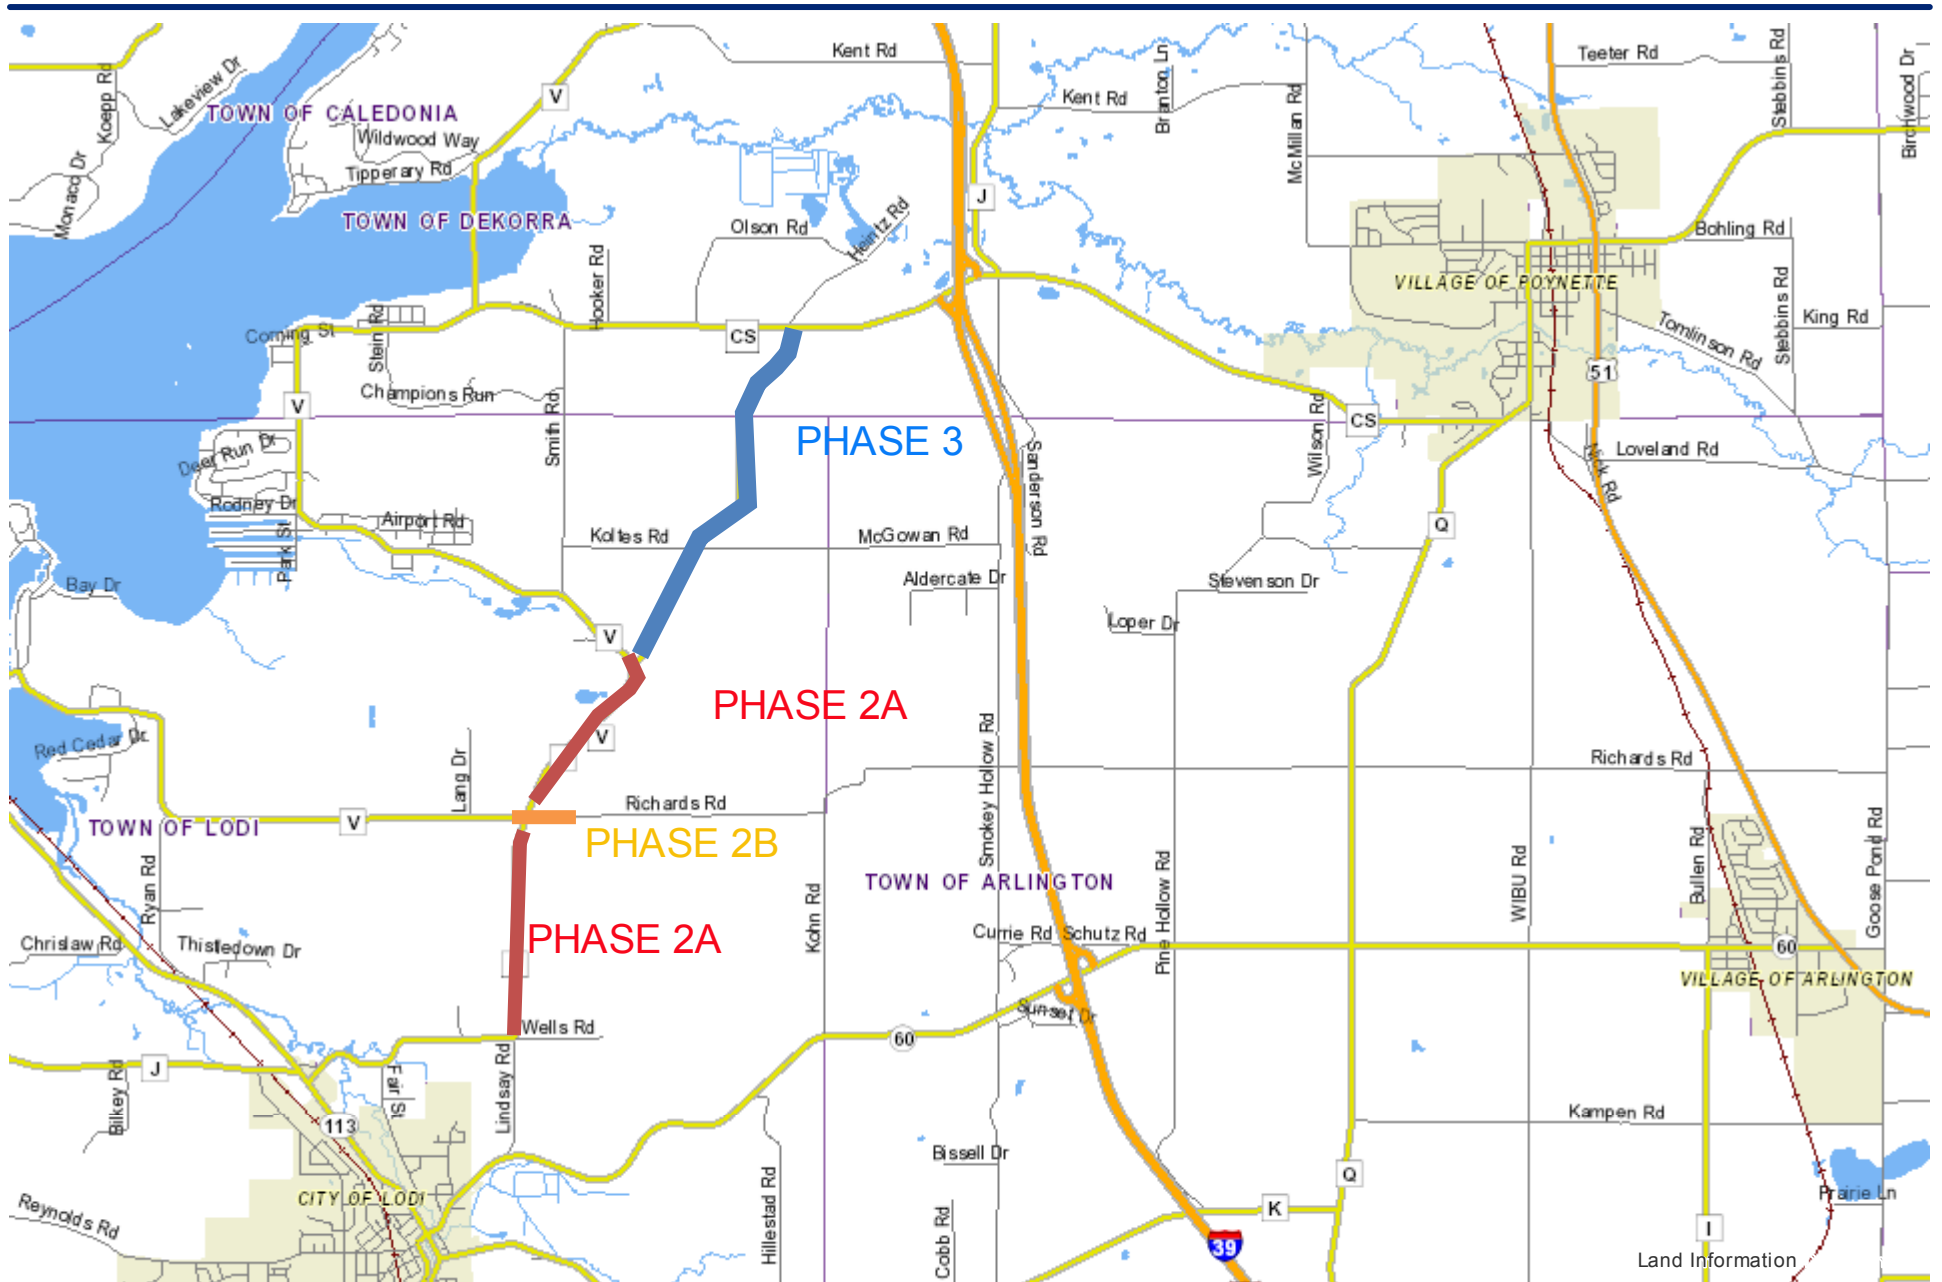 Kent Rd
Teeter Rd
Stebbins Rd
Birchwood Dr
Koepp Rd
Lakeview Dr
V
Kent Rd
Branton Ln
McMillan Rd
TOWN OF CALEDONIA
Wildwood Way
Tipperary Rd
Monaco Dr
J
TOWN OF DEKORRA
Olson Rd
Heintz Rd
Bohling Rd
Hooker Rd
VILLAGE OF POYNETTE
Stebbins Rd
Coming St
Stein Rd
CS
Tomlinson Rd
King Rd
51
Champions Run
V
Smith Rd
Wilson Rd
CS
PHASE 3
Deer Run Dr
Sanderson Rd
Loveland Rd
Rodney Dr
Airport Rd
Park St
Koltes Rd
McGowan Rd
Q
Bay Dr
Aldercate Dr
Stevenson Dr
Loper Dr
V
PHASE 2A
Red Cedar Dr
V
Lang Dr
Smokey Hollow Rd
Richards Rd
Richards Rd
V
TOWN OF LODI
PHASE 2B
Ryan Rd
Kohn Rd
TOWN OF ARLINGTON
Pine Hollow Rd
WIBU Rd
Bullen Rd
Goose Pond Rd
Chrislaw Rd
Thistledown Dr
PHASE 2A
Currie Rd
Schutz Rd
60
VILLAGE OF ARLINGTON
Sunset Dr
Wells Rd
60
J
Bilkey Rd
Fair St
Lindsay Rd
113
Kampen Rd
Bissell Dr
Q
CITY OF LODI
Reynolds Rd
Hillestad Rd
Cobb Rd
K
Prairie Ln
I
39
Land Information